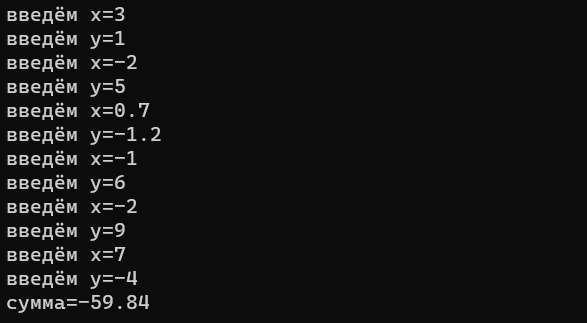 введём x=3
введём y=1
введём x=-2
введём y=5
введём x=0.7
введём y=-1.2
введём x=-1
введём y=6
введём x=-2
введём y=9
введём x=7
введём y=-4
сумма=-59.84